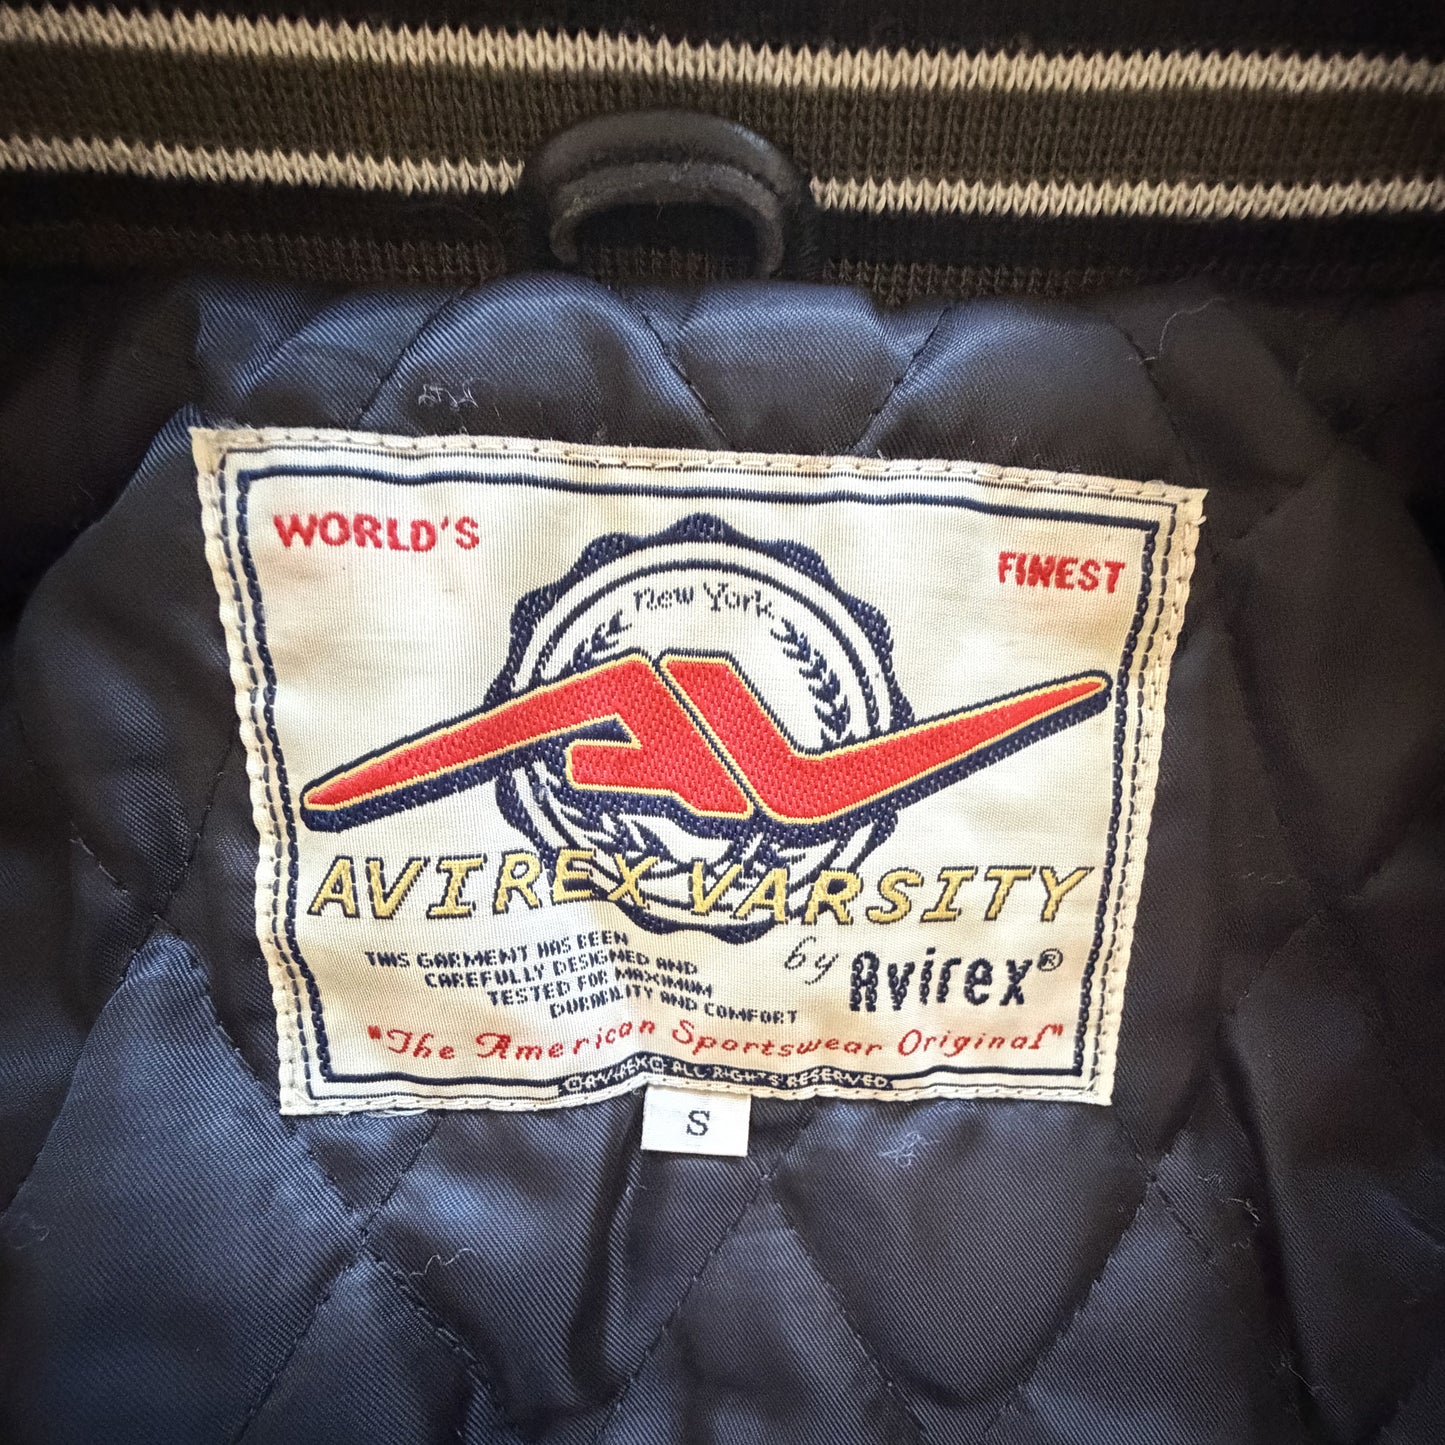 WORLD'S
FINEST
New York
AVIREX VARSITY
by Avirex®
THIS GARMENT HAS BEEN
CAREFULLY DESIGNED AND
TESTED FOR MAXIMUM
DURABILITY AND COMFORT
"The American Sportswear Original"
©AVIREX© ALL RIGHTS RESERVED
S